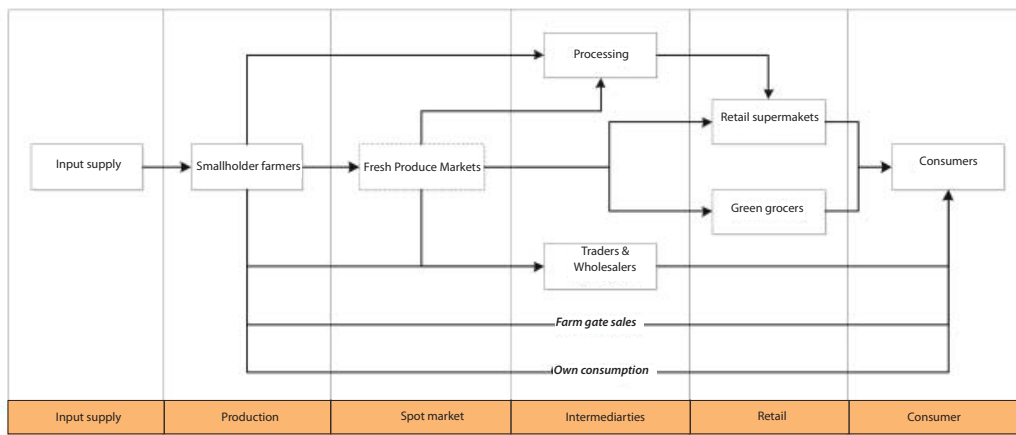 Processing
Retail supermakets
Input supply
Smallholder farmers
Fresh Produce Markets
Consumers
Green grocers
Traders &
Wholesalers
Farm gate sales
Own consumption
Input supply
Production
Spot market
Intermediarties
Retail
Consumer